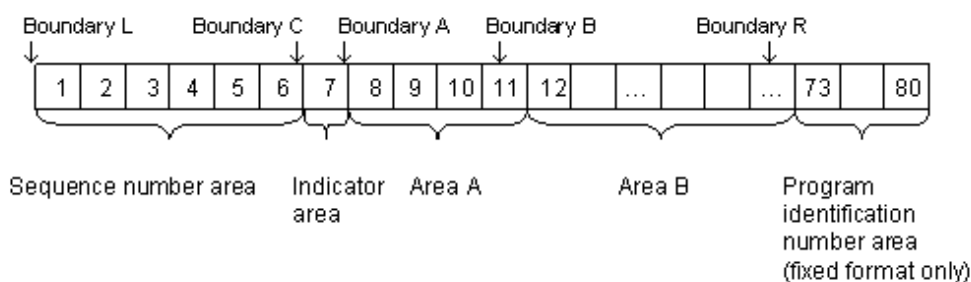 Boundary L Boundary C Boundary A Boundary B Boundary R
1 2 3 4 5 6 7 8 9 10 11 12 ... ... 73 80
Sequence number area Indicator area Area A Area B Program identification number area (fixed format only)